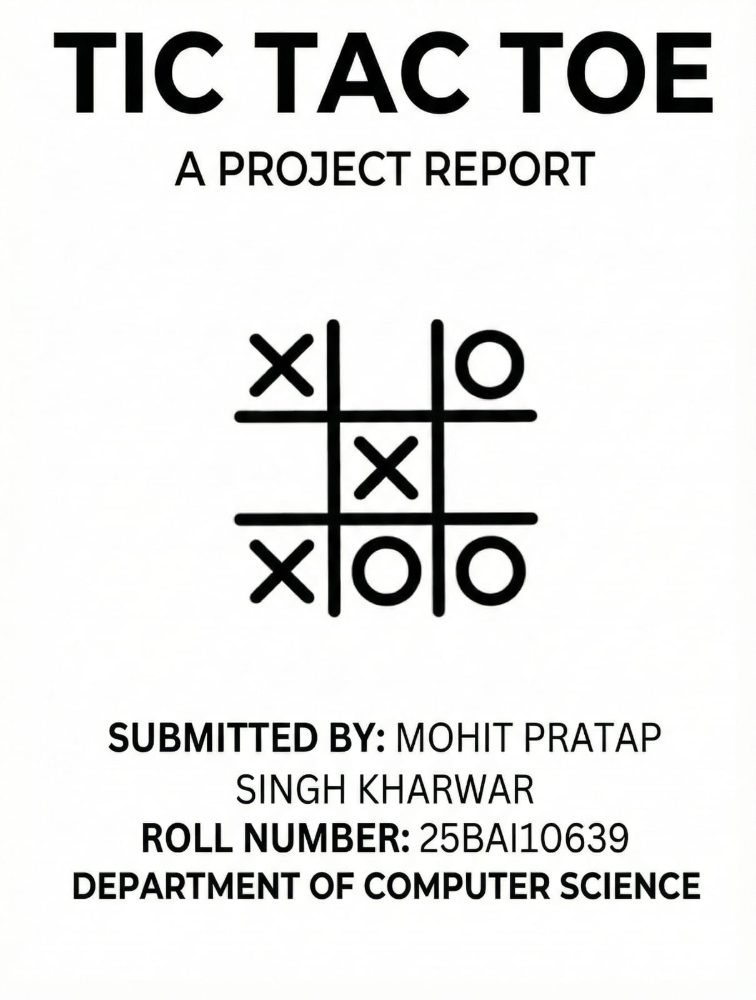 TIC TAC TOE
A PROJECT REPORT
X O
X
X O O
SUBMITTED BY: MOHIT PRATAP
SINGH KHARWAR
ROLL NUMBER: 25BAI10639
DEPARTMENT OF COMPUTER SCIENCE